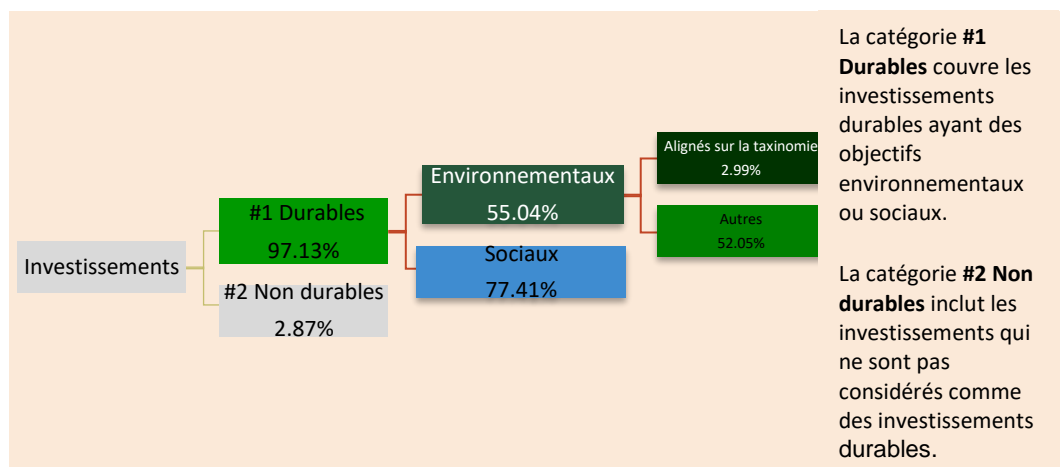 Investissements
#1 Durables
97.13%
#2 Non durables
2.87%
Environnementaux
55.04%
Sociaux
77.41%
Alignés sur la taxinomie
2.99%
Autres
52.05%
La catégorie #1
Durables couvre les
investissements
durables ayant des
objectifs
environnementaux
ou sociaux.
La catégorie #2 Non
durables inclut les
investissements qui
ne sont pas
considérés comme
des investissements
durables.